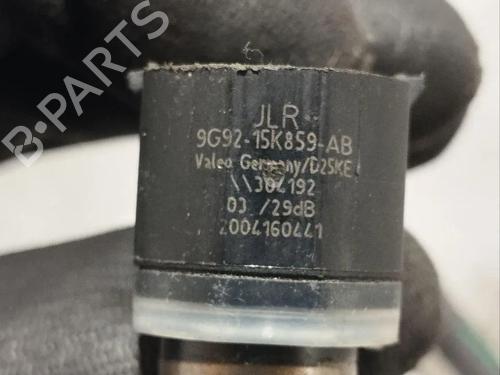 JLR
9G92-15K859-AB
Valeo Germany/D25KE
\\304192
03 /29dB
2004160441
B-PARTS